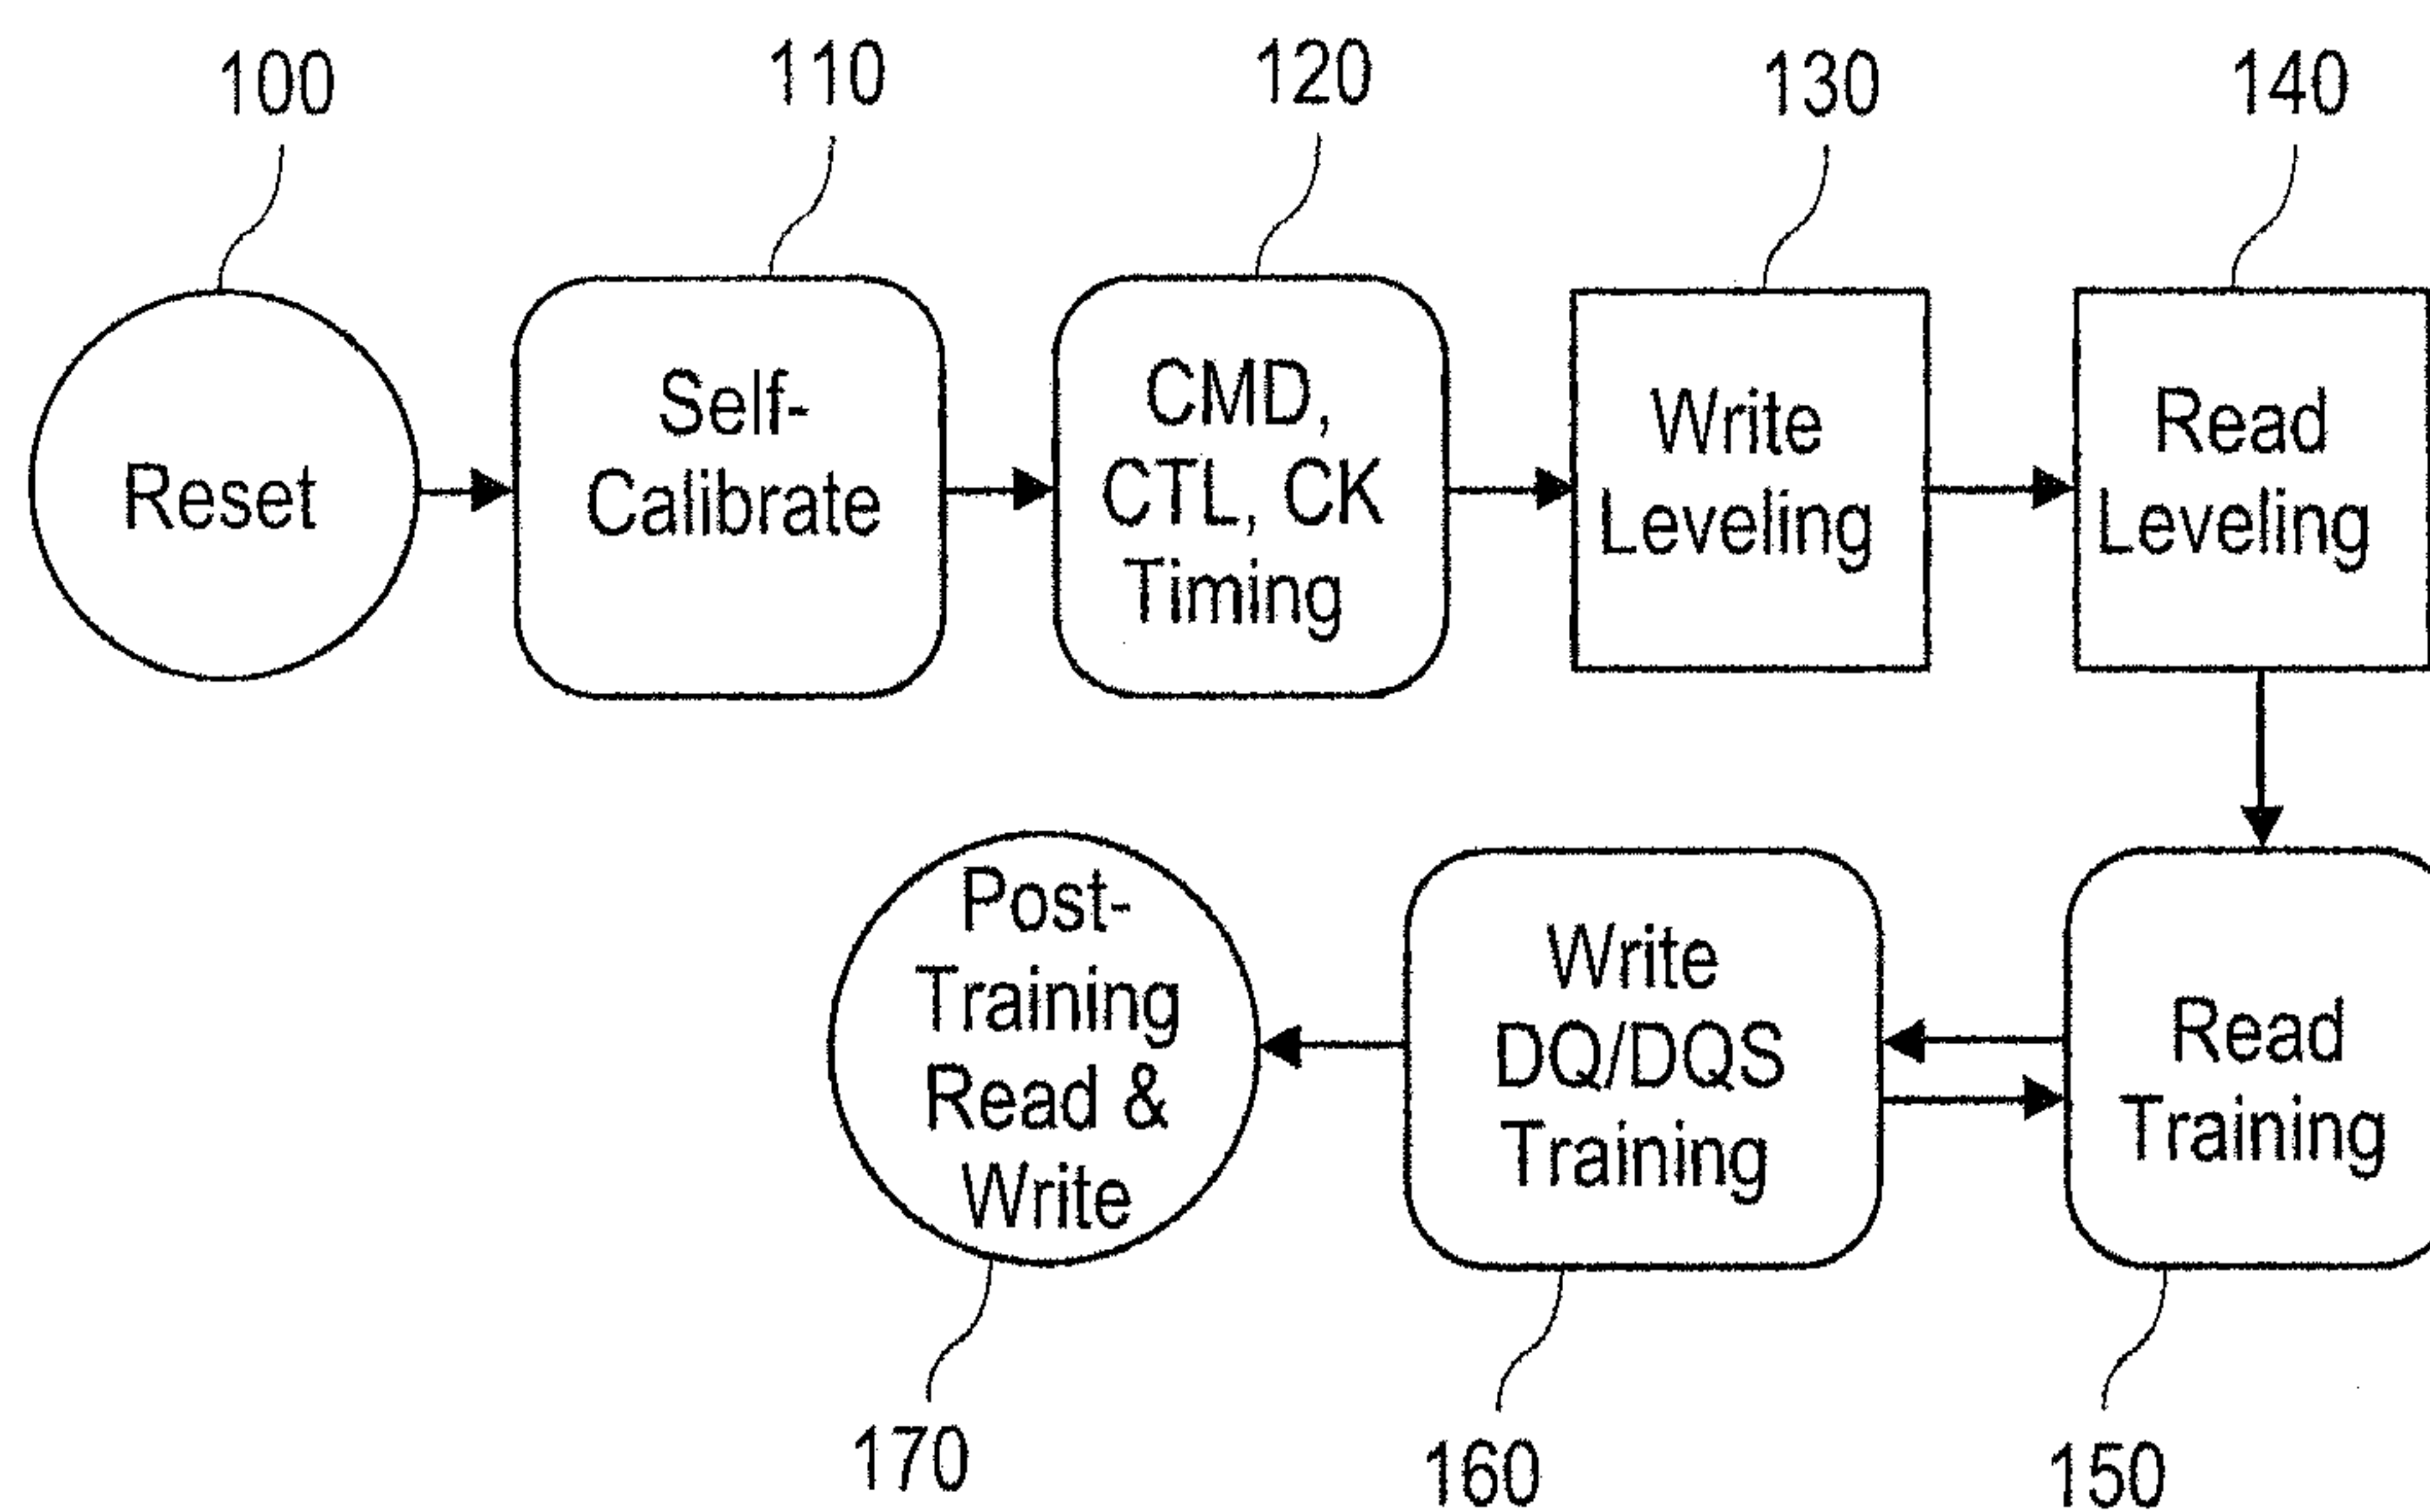 100
110
120
130
140
Reset
Self-
Calibrate
CMD,
CTL, CK
Timing
Write
Leveling
Read
Leveling
Post-
Training
Read &
Write
Write
DQ/DQS
Training
Read
Training
170
160
150